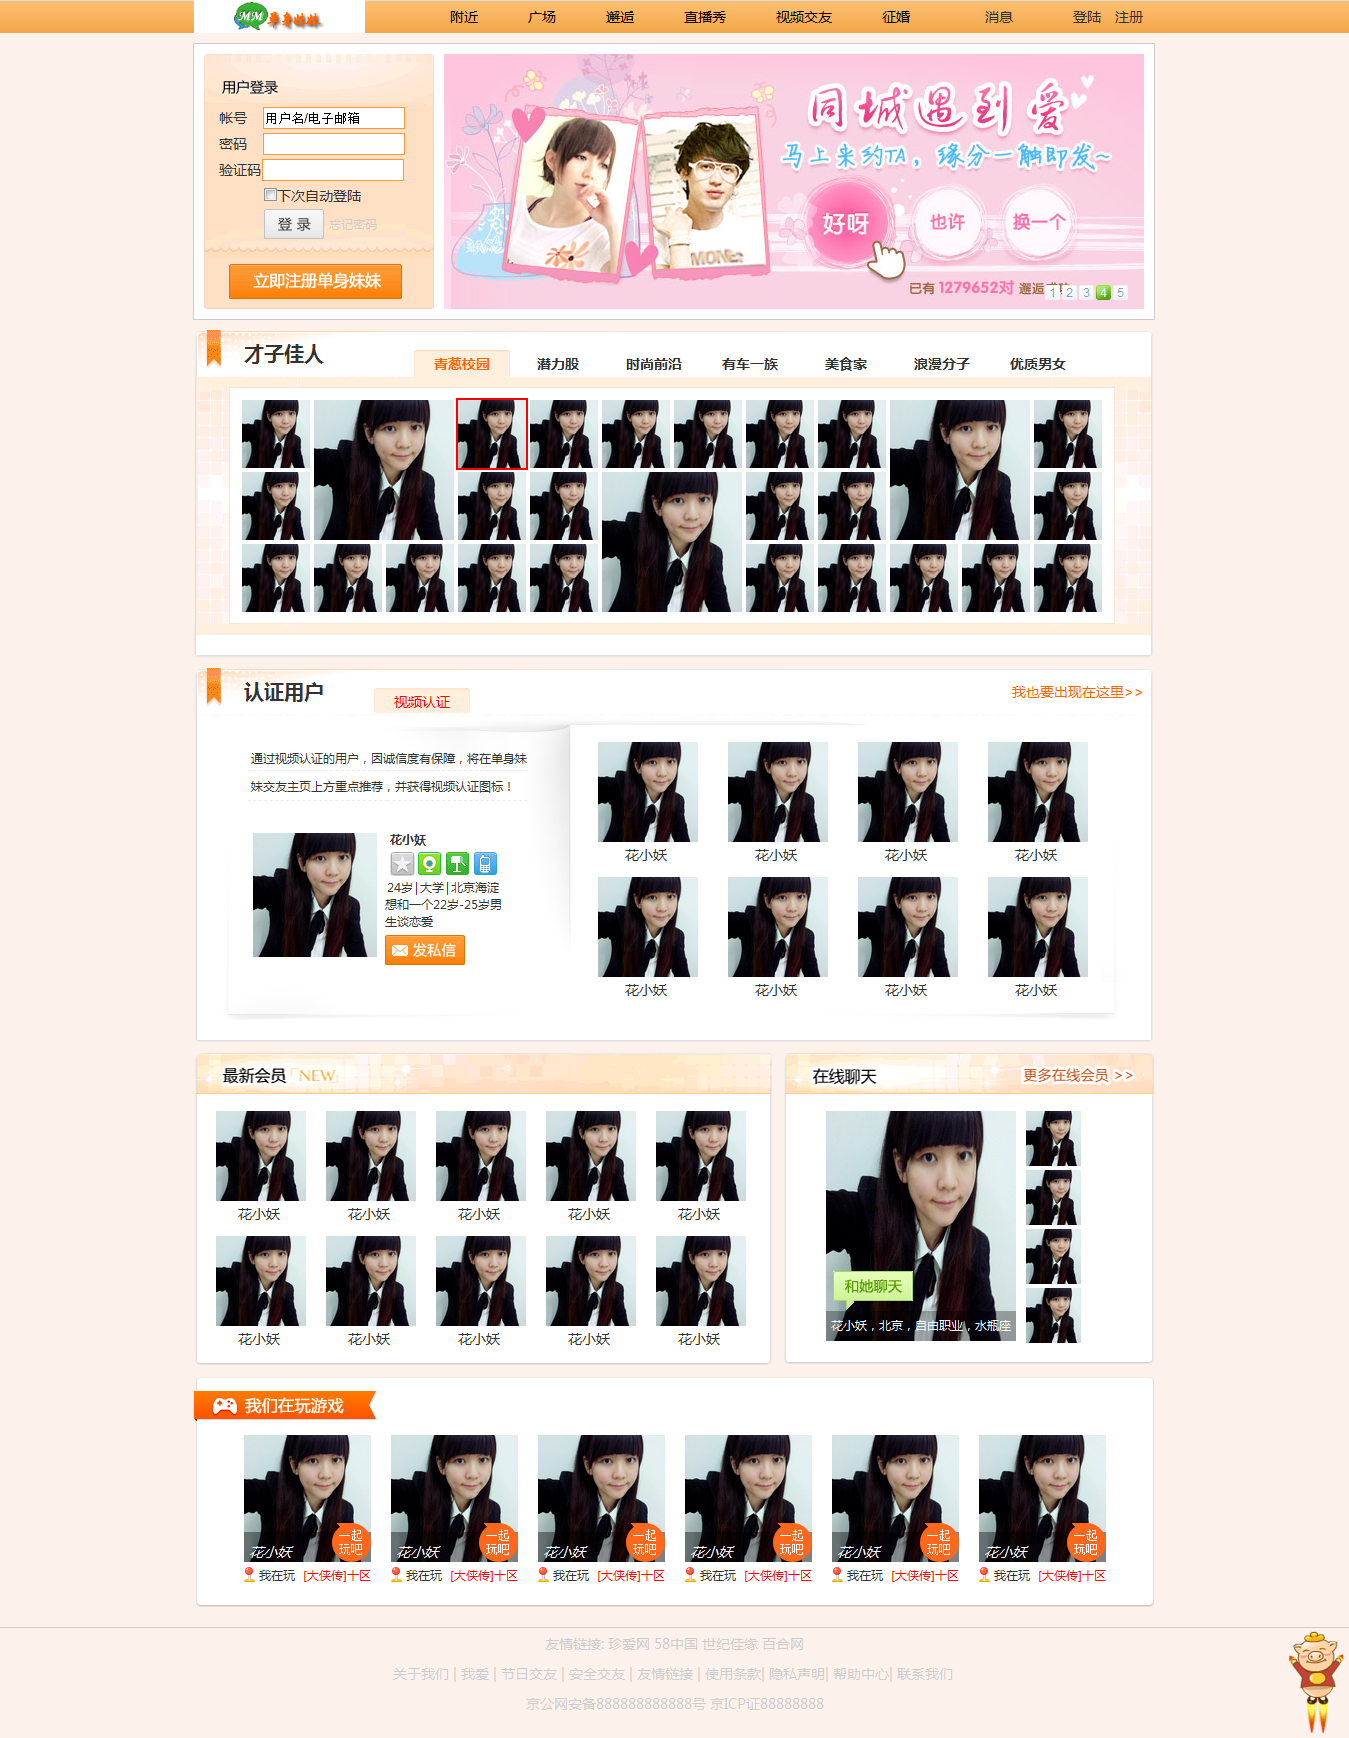 MM 单身妹妹 附近 广场 邂逅 直播秀 视频交友 征婚 消息 登陆 注册
用户登录
帐号 用户名/电子邮箱
密码
验证码
下次自动登陆
登 录 忘记密码
立即注册单身妹妹
同城遇到爱
马上来约TA，缘分一触即发~
好呀 也许 换一个
MONE
已有 1279652对 邂逅
1 2 3 4 5
才子佳人 青葱校园 潜力股 时尚前沿 有车一族 美食家 浪漫分子 优质男女
认证用户 视频认证 我也要出现在这里>>
通过视频认证的用户，因诚信度有保障，将在单身妹
妹交友主页上方重点推荐，并获得视频认证图标！
花小妖
24岁|大学|北京海淀
想和一个22岁-25岁男
生谈恋爱
发私信
花小妖 花小妖 花小妖 花小妖
花小妖 花小妖 花小妖 花小妖
最新会员 NEW
花小妖 花小妖 花小妖 花小妖 花小妖
花小妖 花小妖 花小妖 花小妖 花小妖
在线聊天 更多在线会员 >>
和她聊天
花小妖，北京，自由职业，水瓶座
我们在玩游戏
一起 一起 一起 一起 一起 一起
玩吧 玩吧 玩吧 玩吧 玩吧 玩吧
花小妖 花小妖 花小妖 花小妖 花小妖 花小妖
我在玩 [大侠传]十区 我在玩 [大侠传]十区 我在玩 [大侠传]十区 我在玩 [大侠传]十区 我在玩 [大侠传]十区 我在玩 [大侠传]十区
友情链接: 珍爱网 58中国 世纪佳缘 百合网
关于我们 | 我爱 | 节日交友 | 安全交友 | 友情链接 | 使用条款| 隐私声明| 帮助中心| 联系我们
京公网安备888888888888号 京ICP证88888888